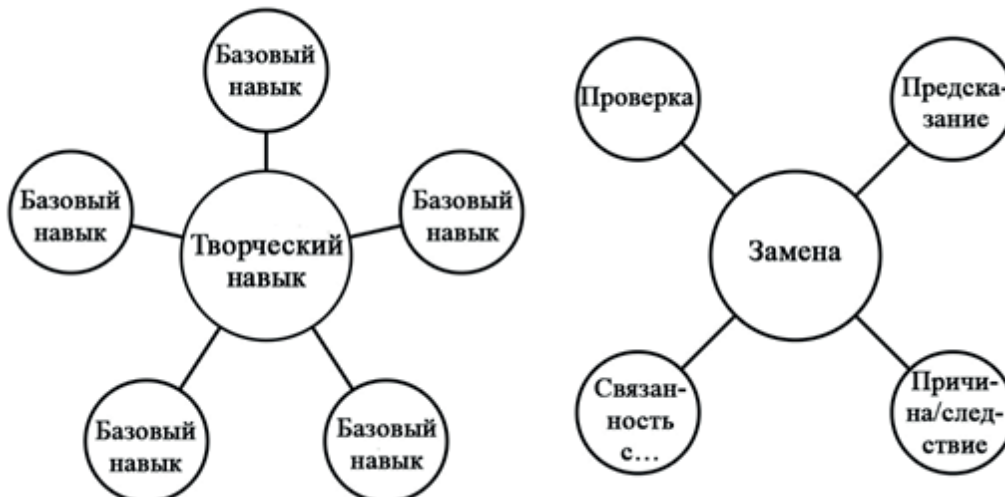 Базовый
навык
Базовый
навык
Творческий
навык
Базовый
навык
Базовый
навык
Базовый
навык
Проверка
Предска-
зание
Замена
Связан-
ность
с...
Причи-
на/след-
ствие